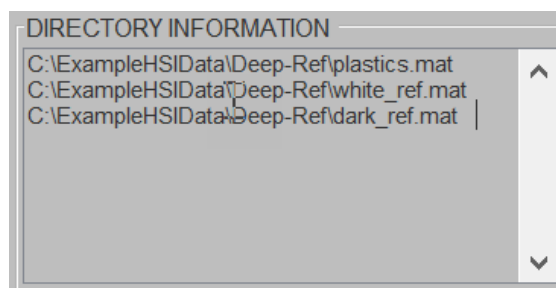 DIRECTORY INFORMATION
C:\ExampleHSIData\Deep-Ref\plastics.mat
C:\ExampleHSIData\Deep-Ref\white_ref.mat
C:\ExampleHSIData\Deep-Ref\dark_ref.mat